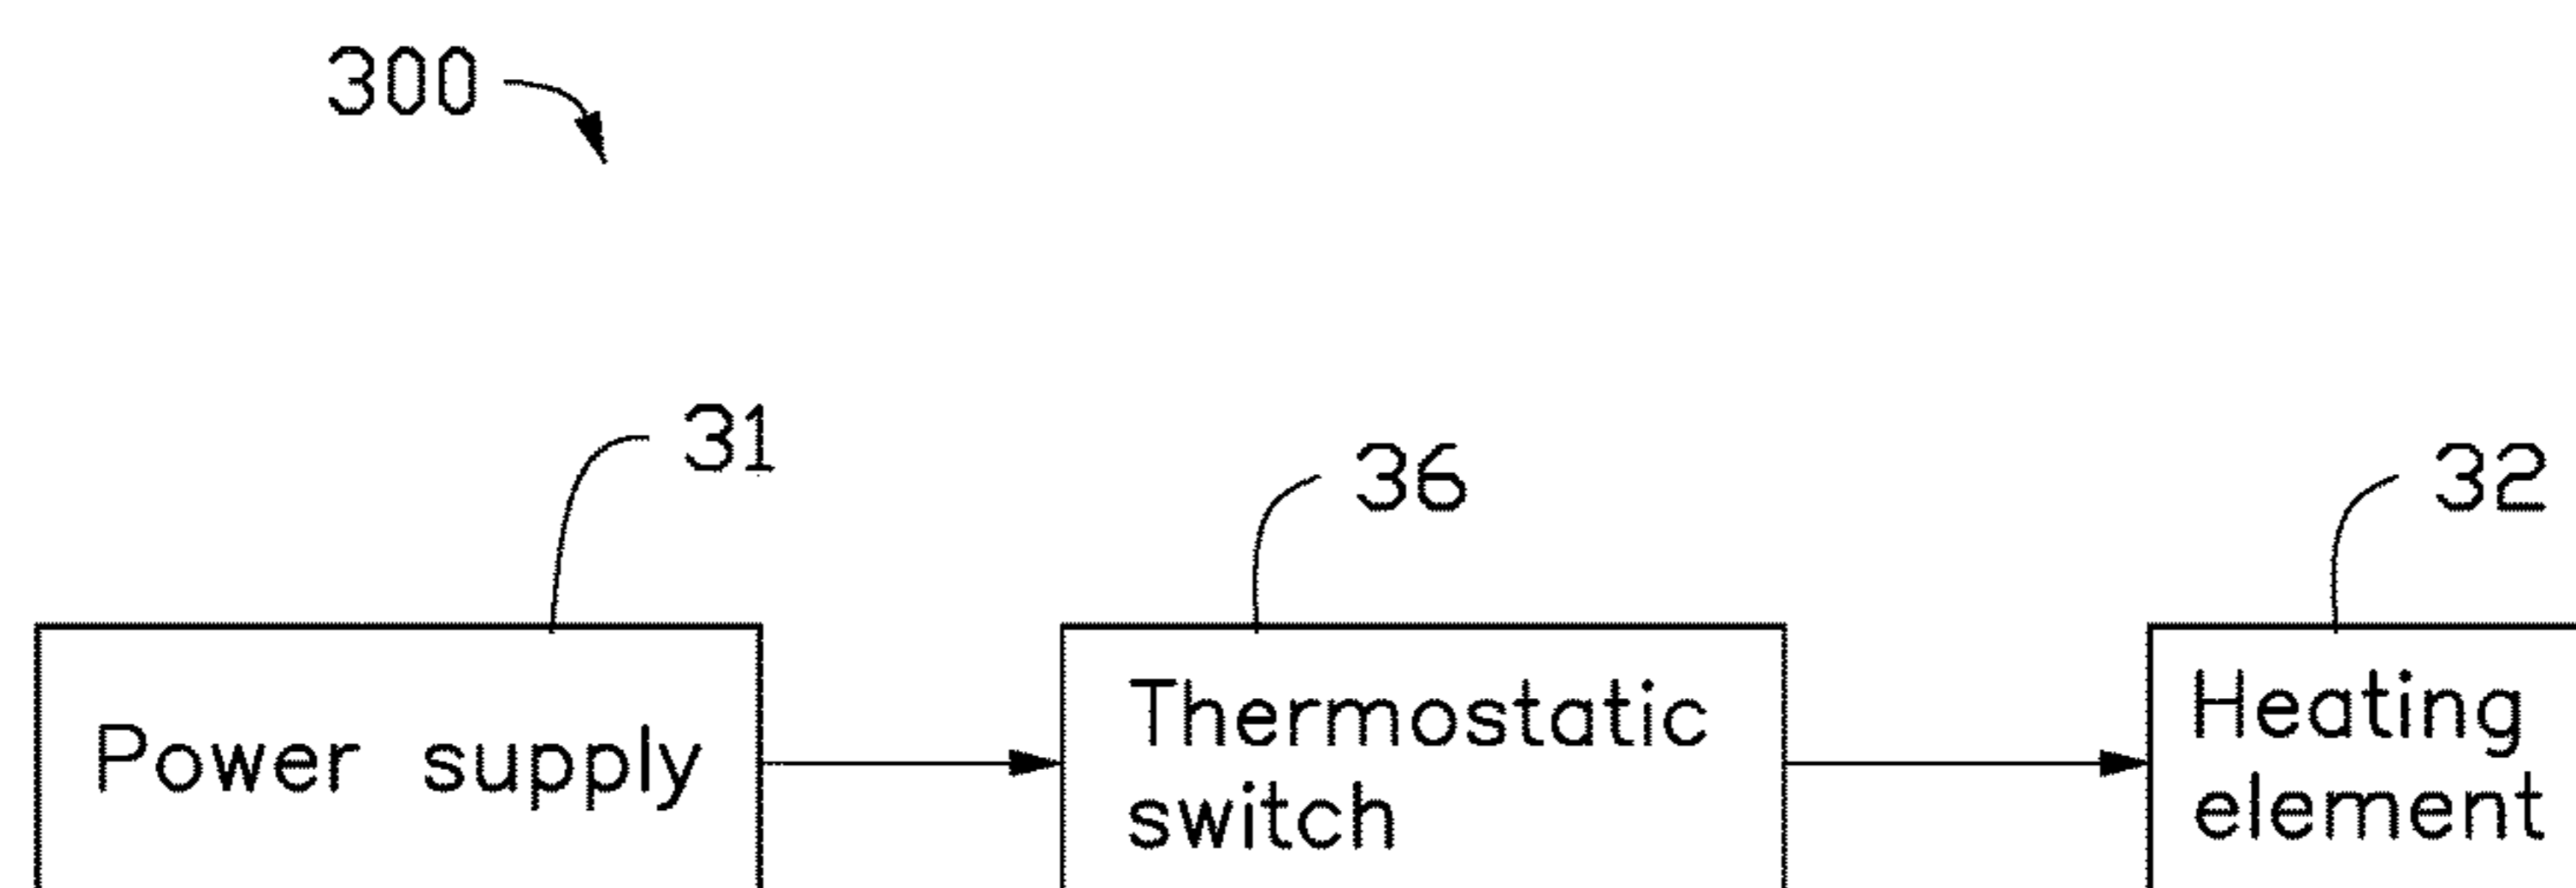 300
31
36
32
Power supply
Thermostatic
switch
Heating
element